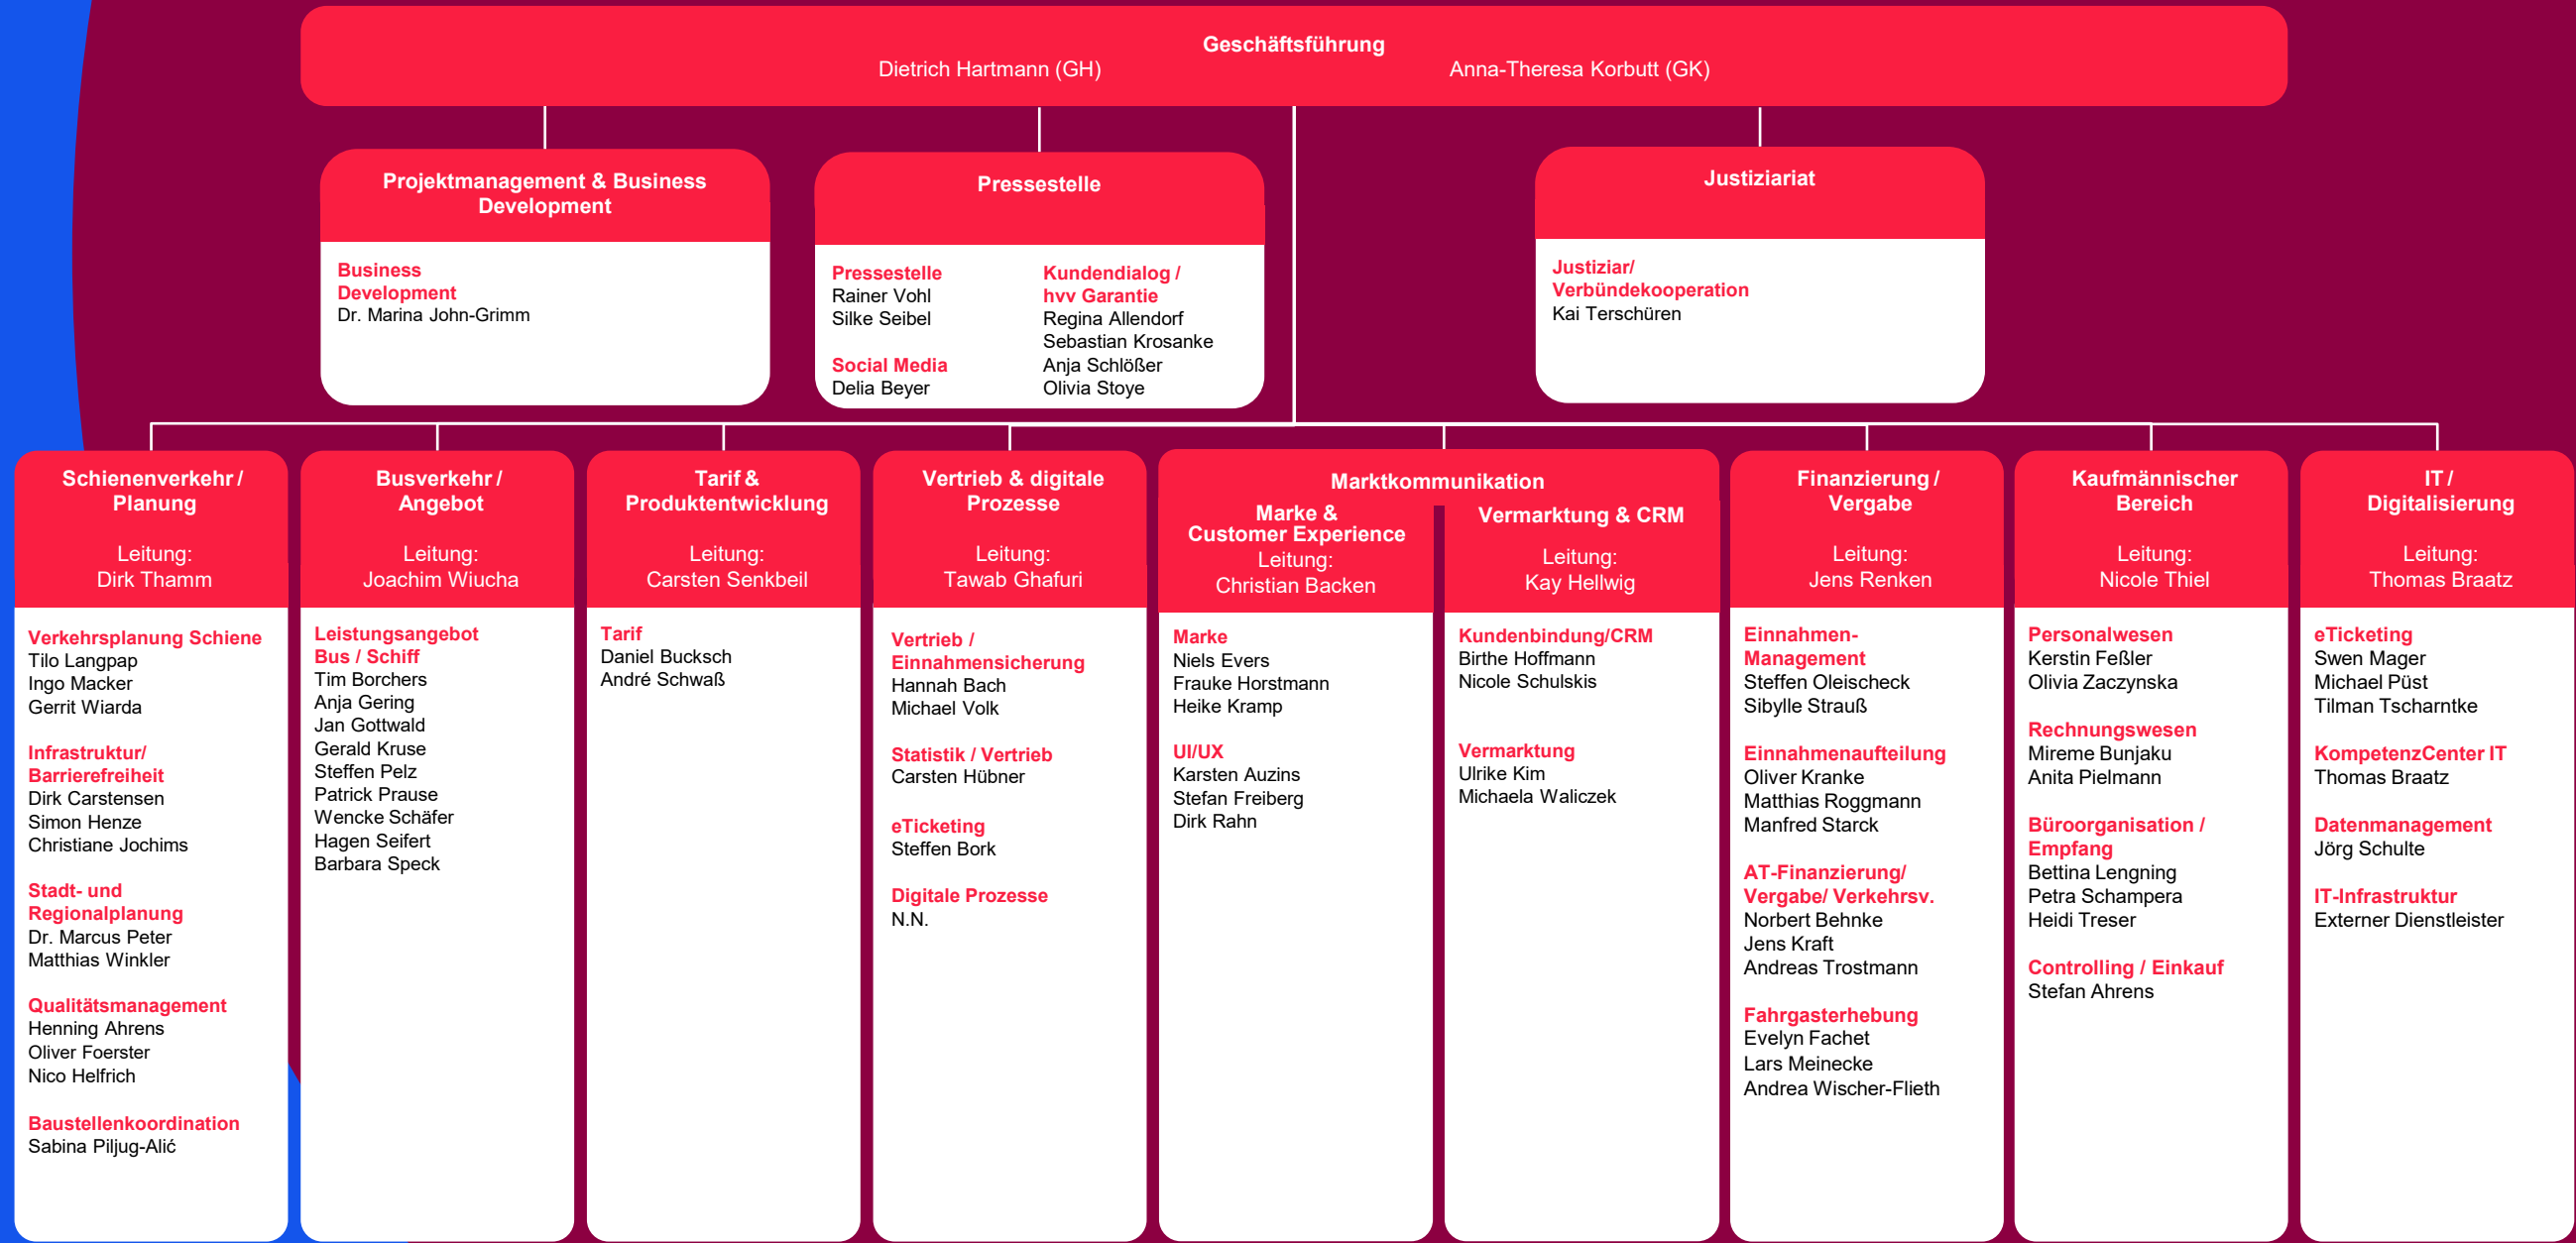 Geschäftsführung
Dietrich Hartmann (GH)
Anna-Theresa Korbutt (GK)
Projektmanagement & Business
Development
Business
Development
Dr. Marina John-Grimm
Pressestelle
Pressestelle
Rainer Vohl
Silke Seibel
Social Media
Delia Beyer
Kundendialog /
hvv Garantie
Regina Allendorf
Sebastian Krosanke
Anja Schlößer
Olivia Stoye
Justiziariat
Justiziar/
Verbündekooperation
Kai Terschüren
Schienenverkehr /
Planung
Leitung:
Dirk Thamm
Verkehrsplanung Schiene
Tilo Langpap
Ingo Macker
Gerrit Wiarda
Infrastruktur/
Barrierefreiheit
Dirk Carstensen
Simon Henze
Christiane Jochims
Stadt- und
Regionalplanung
Dr. Marcus Peter
Matthias Winkler
Qualitätsmanagement
Henning Ahrens
Oliver Foerster
Nico Helfrich
Baustellenkoordination
Sabina Piljug-Alić
Busverkehr /
Angebot
Leitung:
Joachim Wiucha
Leistungsangebot
Bus / Schiff
Tim Borchers
Anja Gering
Jan Gottwald
Gerald Kruse
Steffen Pelz
Patrick Prause
Wencke Schäfer
Hagen Seifert
Barbara Speck
Tarif &
Produktentwicklung
Leitung:
Carsten Senkbeil
Tarif
Daniel Bucksch
André Schwaß
Vertrieb & digitale
Prozesse
Leitung:
Tawab Ghafuri
Vertrieb /
Einnahmensicherung
Hannah Bach
Michael Volk
Statistik / Vertrieb
Carsten Hübner
eTicketing
Steffen Bork
Digitale Prozesse
N.N.
Marktkommunikation
Marke &
Customer Experience
Leitung:
Christian Backen
Marke
Niels Evers
Frauke Horstmann
Heike Kramp
UI/UX
Karsten Auzins
Stefan Freiberg
Dirk Rahn
Vermarktung & CRM
Leitung:
Kay Hellwig
Kundenbindung/CRM
Birthe Hoffmann
Nicole Schulskis
Vermarktung
Ulrike Kim
Michaela Waliczek
Finanzierung /
Vergabe
Leitung:
Jens Renken
Einnahmen-
Management
Steffen Oleischeck
Sibylle Strauß
Einnahmenaufteilung
Oliver Kranke
Matthias Roggmann
Manfred Starck
AT-Finanzierung/
Vergabe/ Verkehrsv.
Norbert Behnke
Jens Kraft
Andreas Trostmann
Fahrgasterhebung
Evelyn Fachet
Lars Meinecke
Andrea Wischer-Flieth
Kaufmännischer
Bereich
Leitung:
Nicole Thiel
Personalwesen
Kerstin Feßler
Olivia Zaczynska
Rechnungswesen
Mireme Bunjaku
Anita Pielmann
Büroorganisation /
Empfang
Bettina Lengning
Petra Schampera
Heidi Treser
Controlling / Einkauf
Stefan Ahrens
IT /
Digitalisierung
Leitung:
Thomas Braatz
eTicketing
Swen Mager
Michael Püst
Tilman Tscharntke
KompetenzCenter IT
Thomas Braatz
Datenmanagement
Jörg Schulte
IT-Infrastruktur
Externer Dienstleister